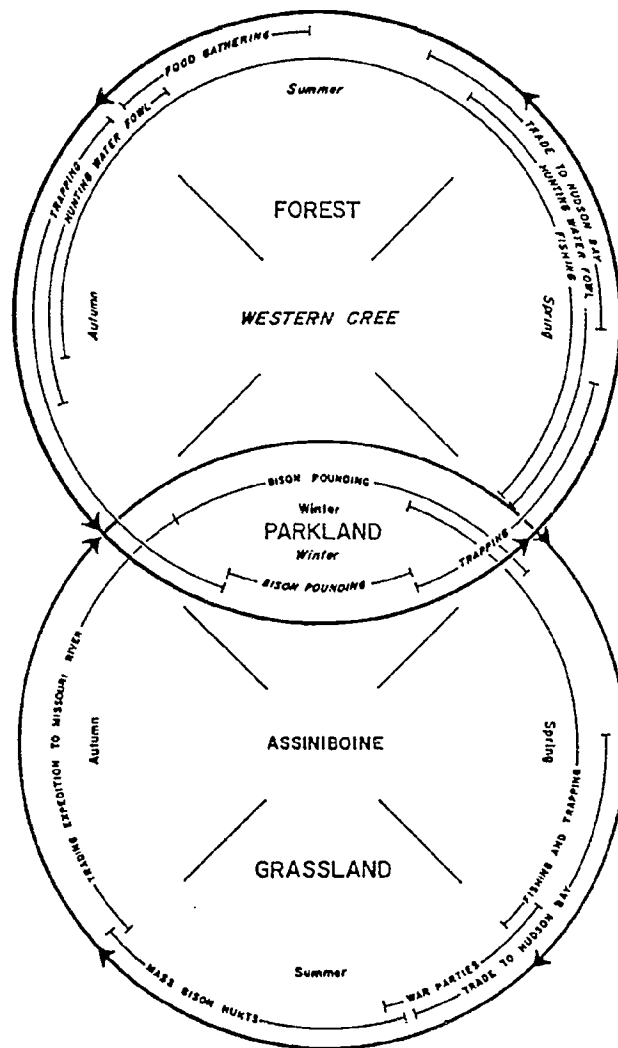 FOOD GATHERING
Summer
TRAPPING
HUNTING WATER FOWL
TRADE TO HUDSON BAY
HUNTING WATER FOWL
FISHING
FOREST
Autumn
WESTERN CREE
Spring
BISON POUNDING
Winter
PARKLAND
Winter
BISON POUNDING
TRAPPING
TRADING EXPEDITION TO MISSOURI RIVER
Autumn
ASSINIBOINE
Spring
FISHING AND TRAPPING
GRASSLAND
TRADE TO HUDSON BAY
WAR PARTIES
Summer
MASS BISON HUNTS